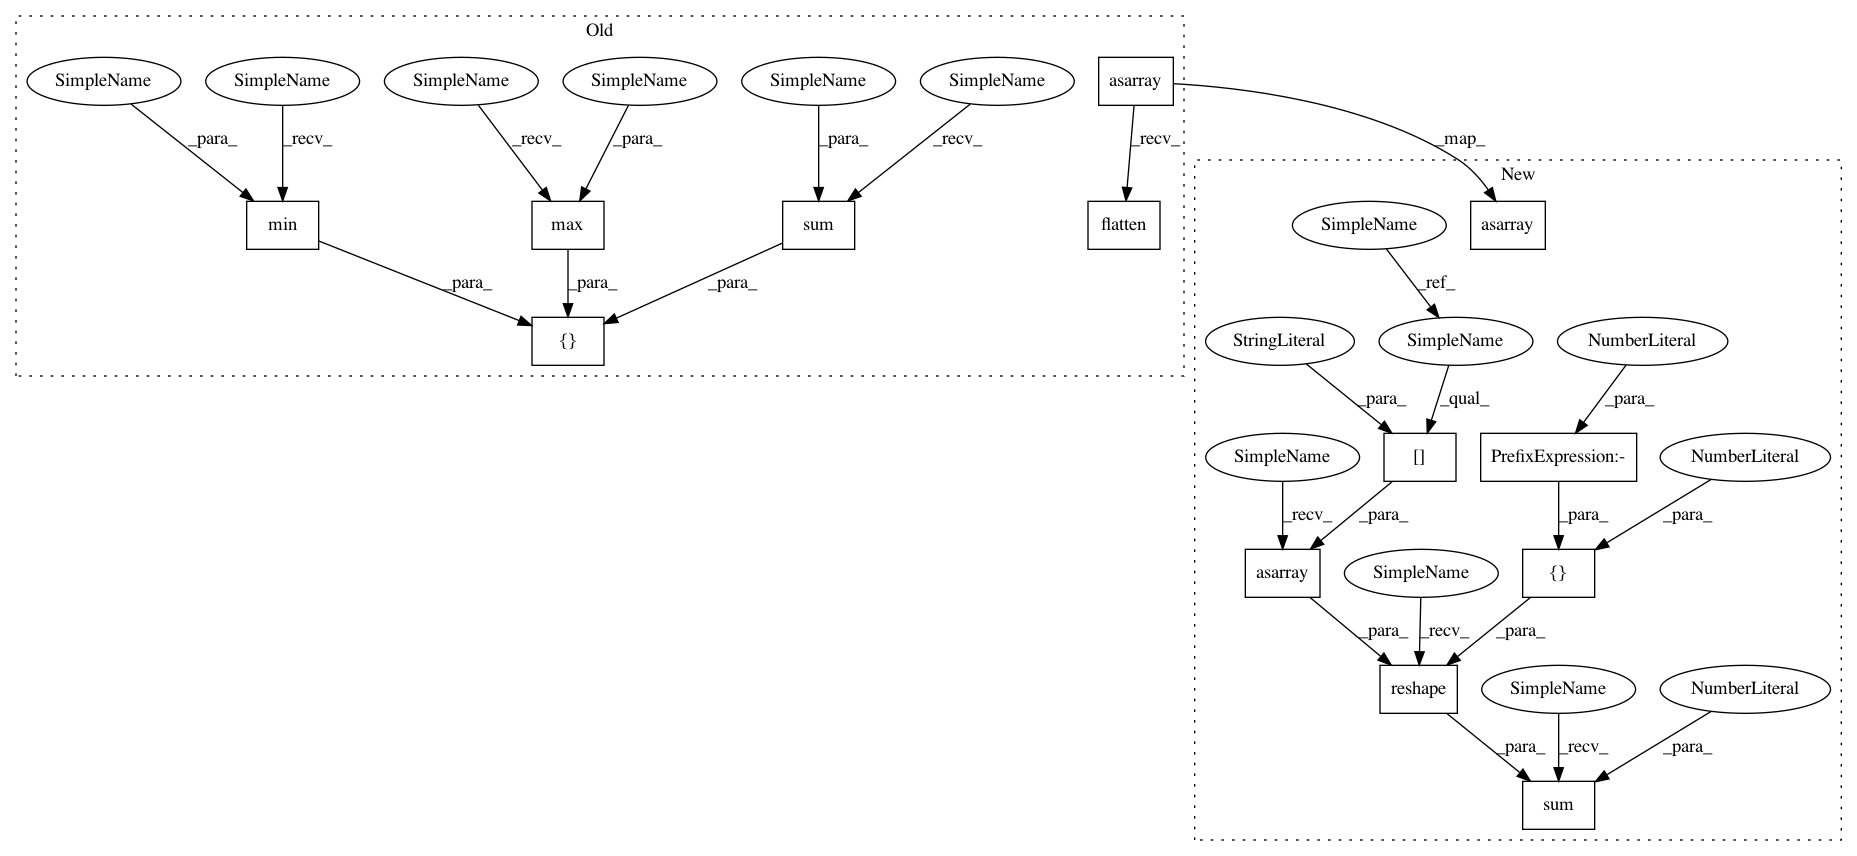 Old
SimpleName SimpleName SimpleName SimpleName SimpleName SimpleName asarray
_para_ _recv_ _recv_ _para_ _para_ _recv_ _recv_ _map_
New
min max sum flatten SimpleName asarray
_para_ _para_ _para_ _ref_
{} StringLiteral SimpleName NumberLiteral
_para_ _qual_ _para_
SimpleName [] PrefixExpression:- NumberLiteral
_recv_ _para_ _para_ _para_
asarray SimpleName {}
_para_ _recv_ _para_
reshape SimpleName NumberLiteral
_para_ _recv_ _para_
sum